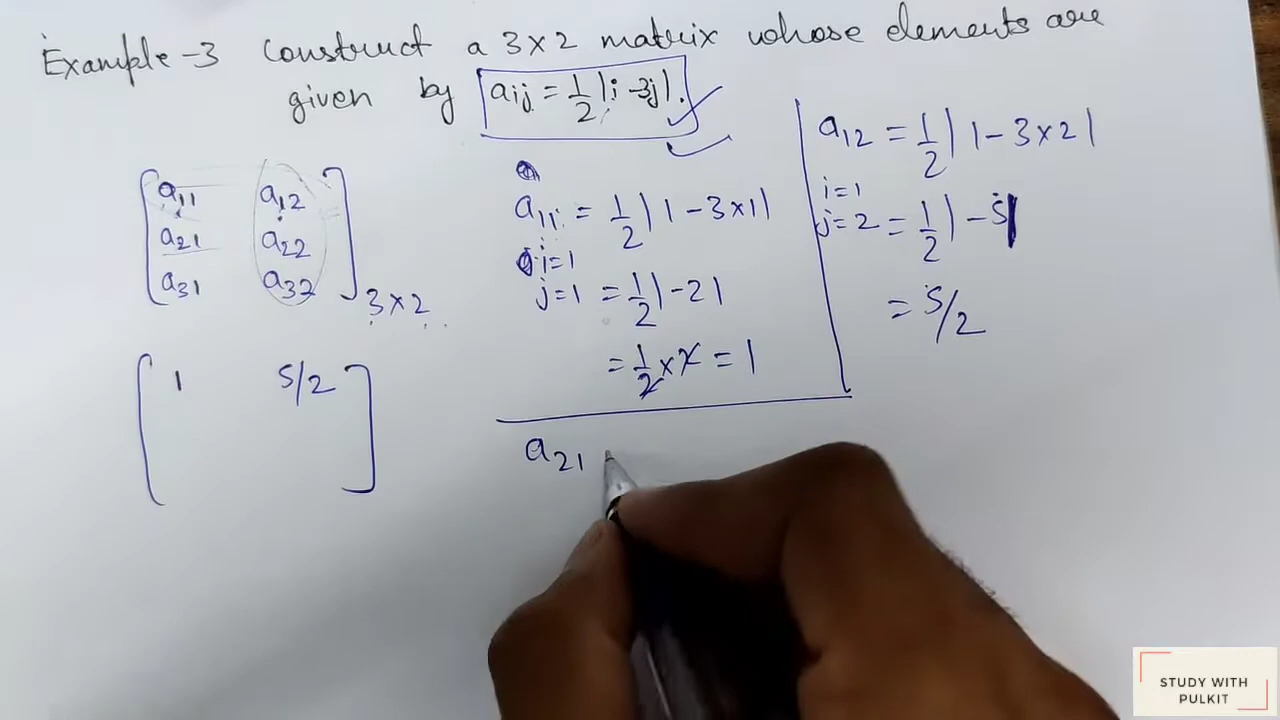 Example -3 Construct a 3×2 matrix whose elements are
given by aij = 1/2 |i - 3j|.
[ a11 a12
a21 a22
a31 a32 ] 3×2
[ 1 5/2 ]
a11 = 1/2 | 1 - 3×1 |
i=1
j=1 = 1/2 | -2 |
= 1/2 × 2 = 1
a12 = 1/2 | 1 - 3×2 |
i=1
j=2 = 1/2 | -5 |
= 5/2
a21
STUDY WITH
PULKIT